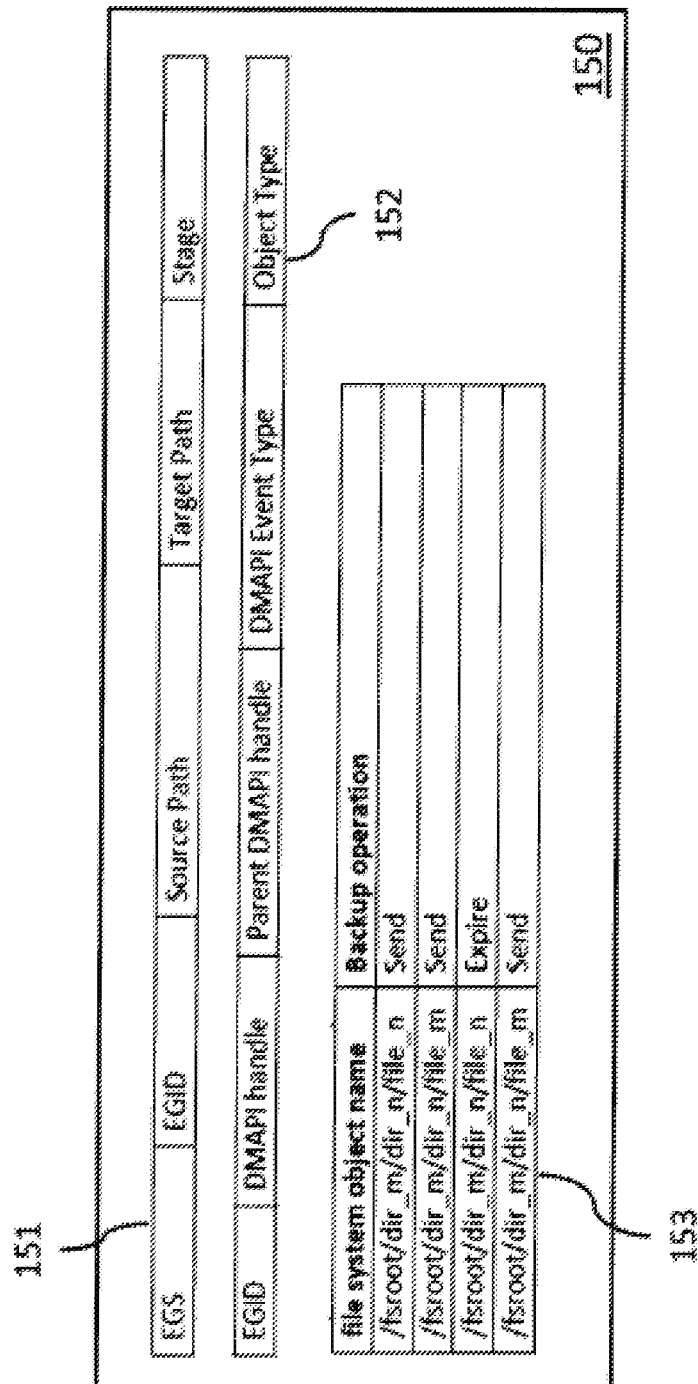 151
EGS EGID Source Path Target Path Stage
EGID DMAPI handle Parent DMAPI handle DMAPI Event Type Object Type
152
file system object name Backup operation
/fsroot/dir_m/dir_n/file_n Send
/fsroot/dir_m/dir_n/file_m Send
/fsroot/dir_m/dir_n/file_n Expire
/fsroot/dir_m/dir_n/file_m Send
153
150